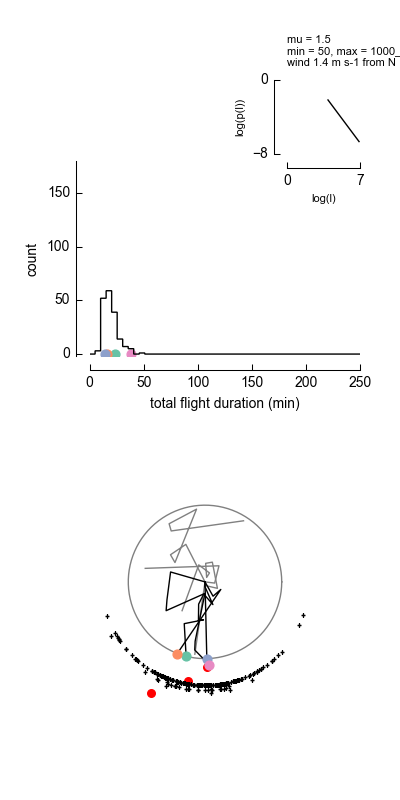 mu = 1.5
min = 50, max = 1000_
wind 1.4 m s-1 from N
0
log(p(l))
−8
0 7
log(l)
150
100
count
50
0
0 50 100 150 200 250
total flight duration (min)